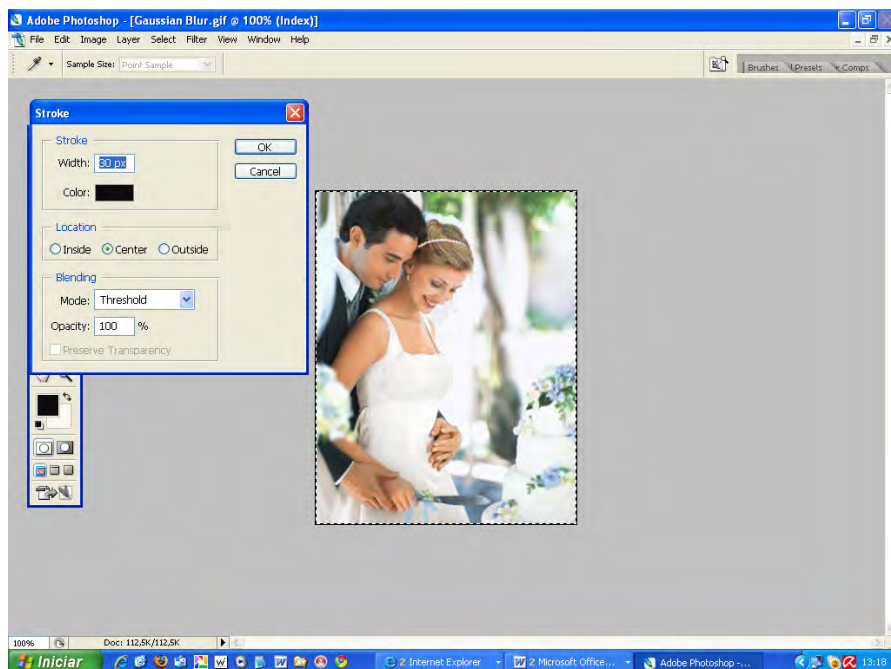 Adobe Photoshop - [Gaussian Blur.gif @ 100% (Index)]
File Edit Image Layer Select Filter View Window Help
Sample Size: Point Sample
Brushes Presets Comps
Stroke
Stroke
Width: 30 px
Color:
OK
Cancel
Location
Inside Center Outside
Blending
Mode: Threshold
Opacity: 100 %
Preserve Transparency
100% Doc: 112,5K/112,5K
Iniciar 2 Internet Explorer 2 Microsoft Office... Adobe Photoshop -... 13:18